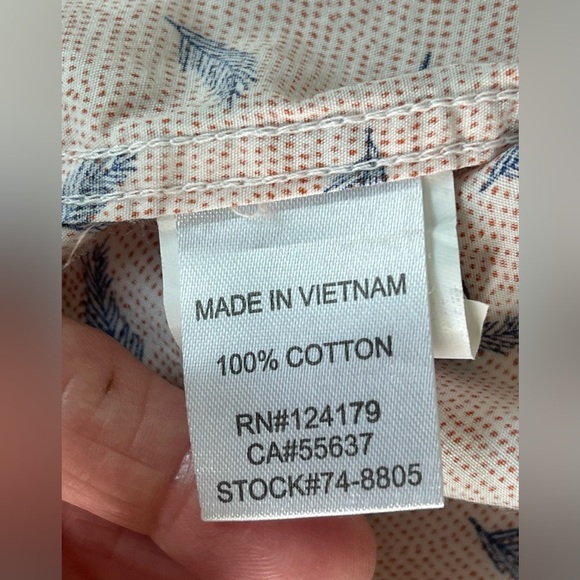 MADE IN VIETNAM
100% COTTON
RN#124179
CA#55637
STOCK#74-8805